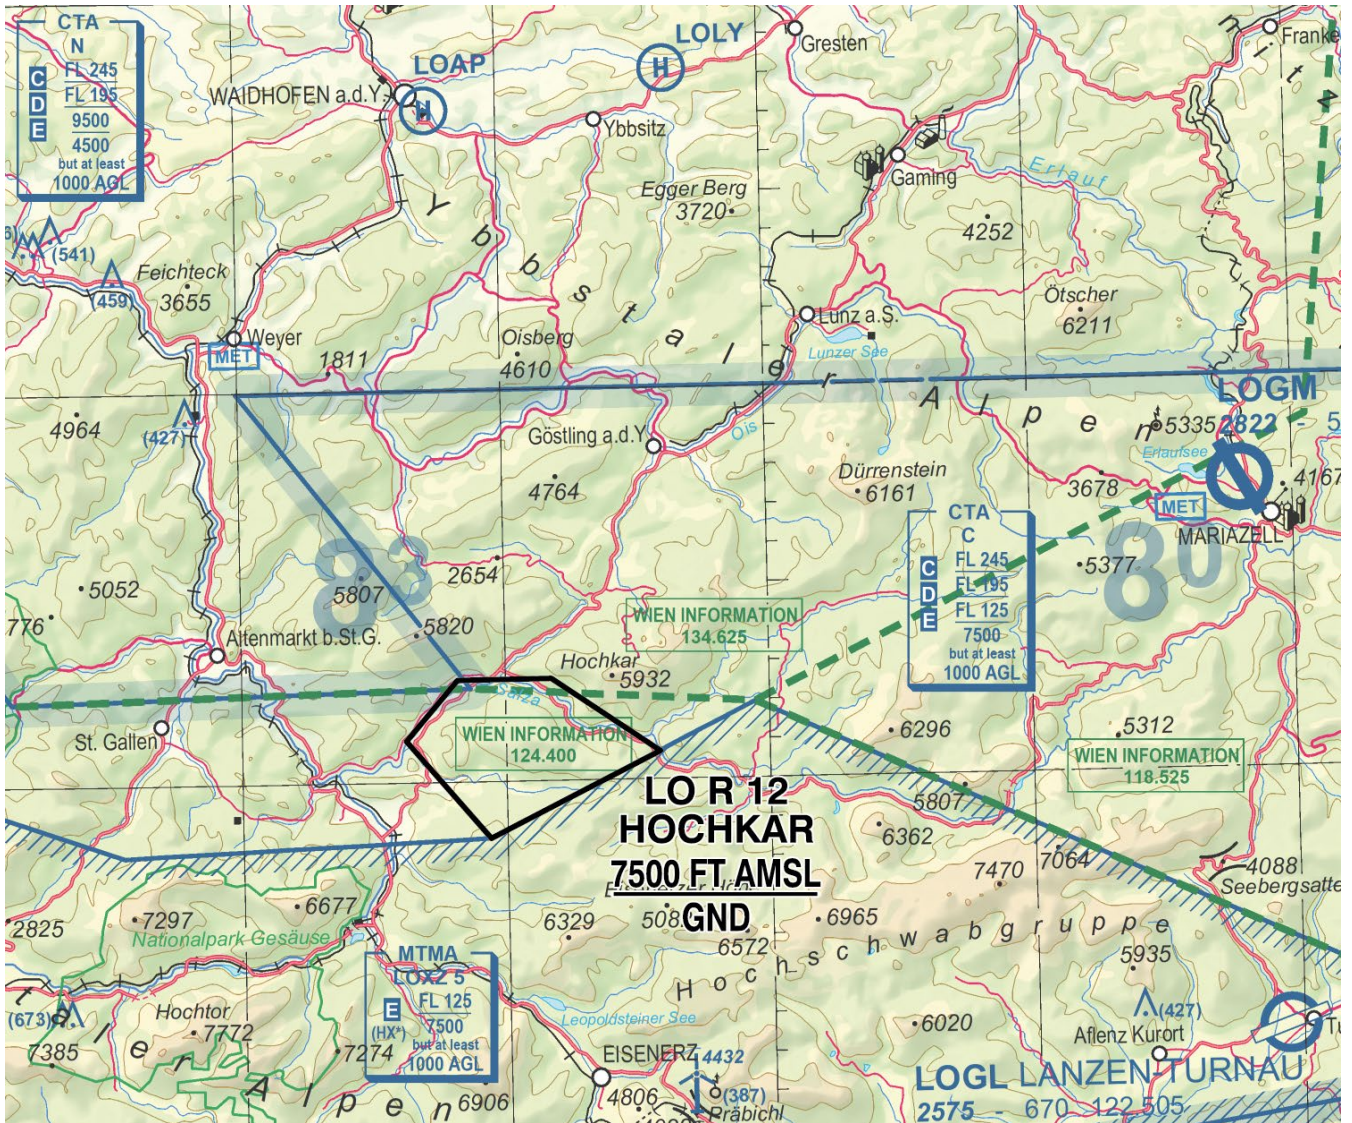 CTA
N
C
D
E
FL 245
FL 195
9500
4500
but at least
1000 AGL
LOAP
LOLY
H
H
Gresten
WAIDHOFEN a.d.Y.
Ybbsitz
Gaming
Erlauf
Egger Berg
3720
4252
Y b b s t a l e r A l p e n
(541)
(459)
Feichteck
3655
Weyer
MET
1811
Oisberg
4610
Lunz a.S.
Lunzer See
Ötscher
6211
LOGM
2822 - 5
5335
Erlaufsee
4167
MET
MARIAZELL
4964
(427)
Göstling a.d.Y.
Ois
4764
Dürrenstein
6161
3678
5377
8 0
8 3
CTA
C
C
D
E
FL 245
FL 195
FL 125
7500
but at least
1000 AGL
5052
776
5807
2654
5820
Altenmarkt b.St.G.
WIEN INFORMATION
134.625
Hochkar
5932
Salza
St. Gallen
WIEN INFORMATION
124.400
6296
5312
WIEN INFORMATION
118.525
LO R 12
HOCHKAR
7500 FT AMSL
GND
5807
6362
7470
7064
4088
2825
7297
6677
Nationalpark Gesäuse
6329
6572
6965
H o c h s c h w a b g r u p p e
5935
MTMA
LOXZ 5
E
(HX*)
FL 125
7500
but at least
1000 AGL
(673)
Hochtor
7772
7385
7274
a l e r A l p e n
6906
Leopoldsteiner See
6020
(427)
Aflenz Kurort
EISENERZ
4432
4806
(387)
Präbichl
LOGL LANZEN-TURNAU
2575 - 670 122.505